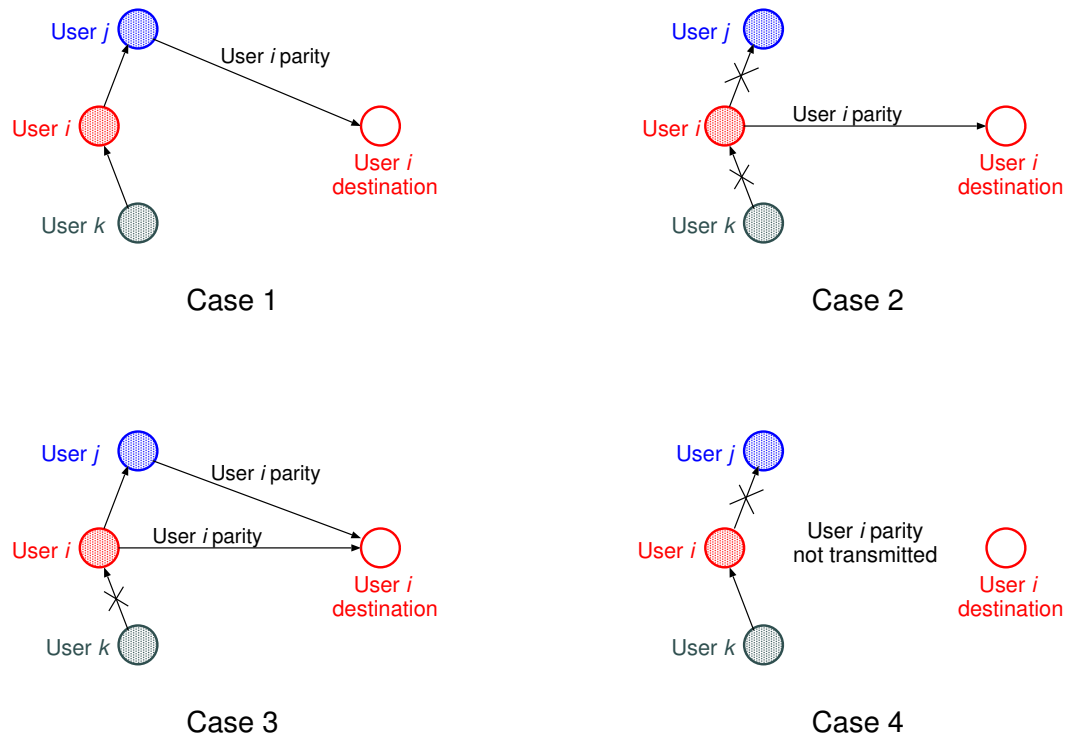 User j
User i parity
User i
User i
destination
User k
Case 1
User j
User i parity
User i
User i
destination
User k
Case 2
User j
User i parity
User i parity
User i
User i
destination
User k
Case 3
User j
User i parity
not transmitted
User i
User i
destination
User k
Case 4